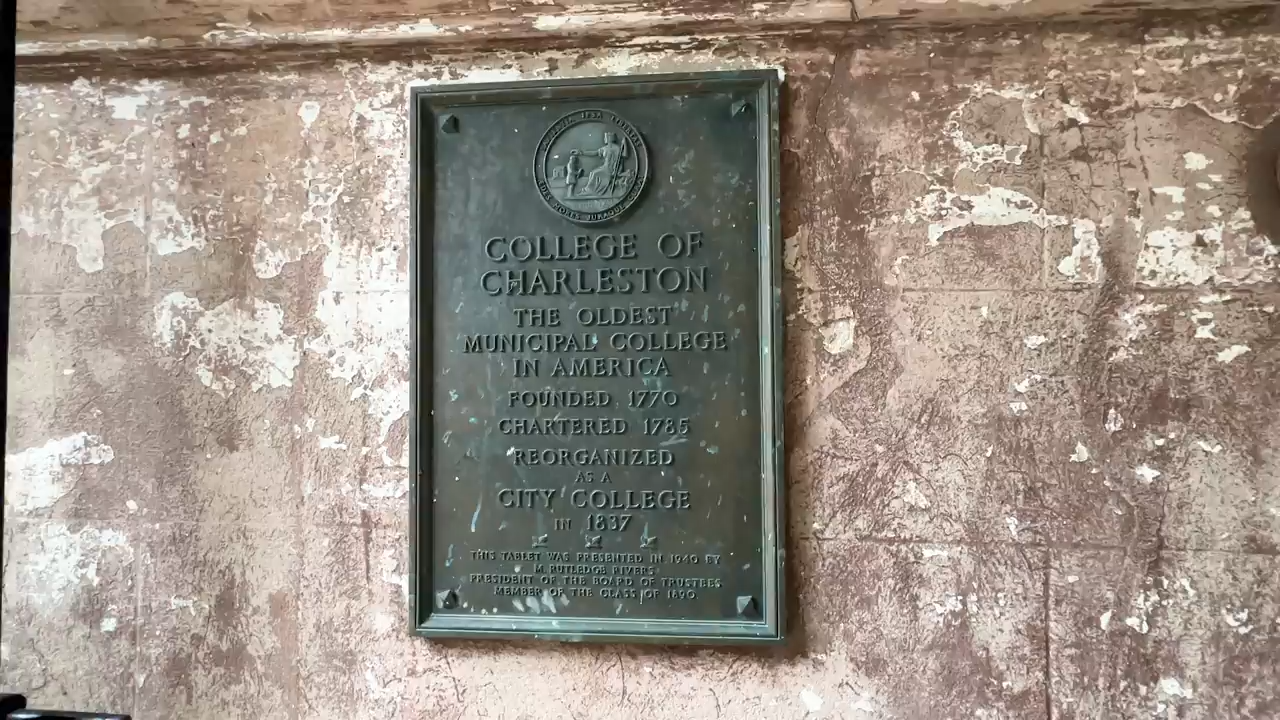 COLLEGE OF
CHARLESTON
THE OLDEST
MUNICIPAL COLLEGE
IN AMERICA
FOUNDED 1770
CHARTERED 1785
REORGANIZED
AS A
CITY COLLEGE
IN 1837
THIS TABLET WAS PRESENTED IN 1940 BY
M. RUTLEDGE RIVERS
PRESIDENT OF THE BOARD OF TRUSTEES
MEMBER OF THE CLASS OF 1890